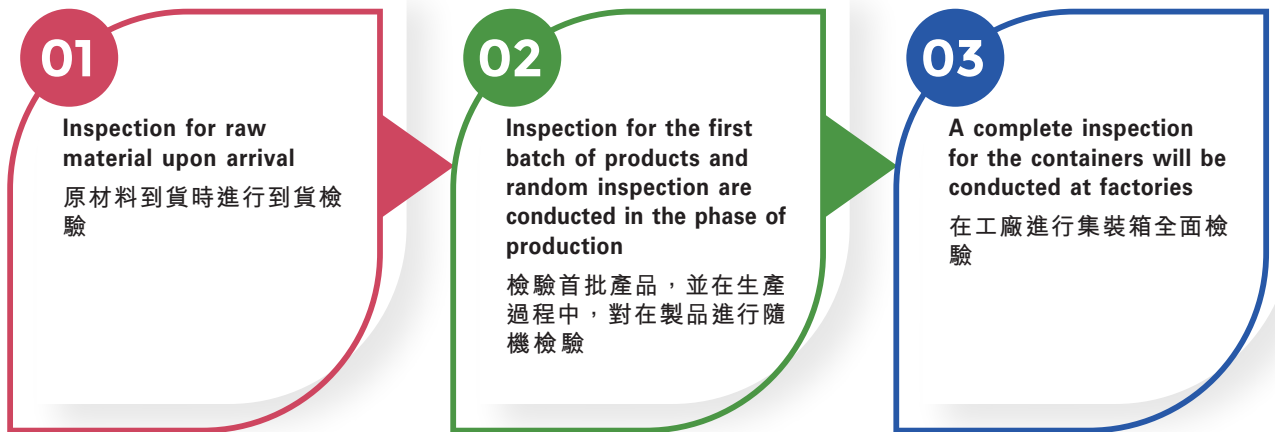 01
Inspection for raw
material upon arrival
原材料到貨時進行到貨檢
驗
02
Inspection for the first
batch of products and
random inspection are
conducted in the phase of
production
檢驗首批產品，並在生產
過程中，對在製品進行隨
機檢驗
03
A complete inspection
for the containers will be
conducted at factories
在工廠進行集裝箱全面檢
驗